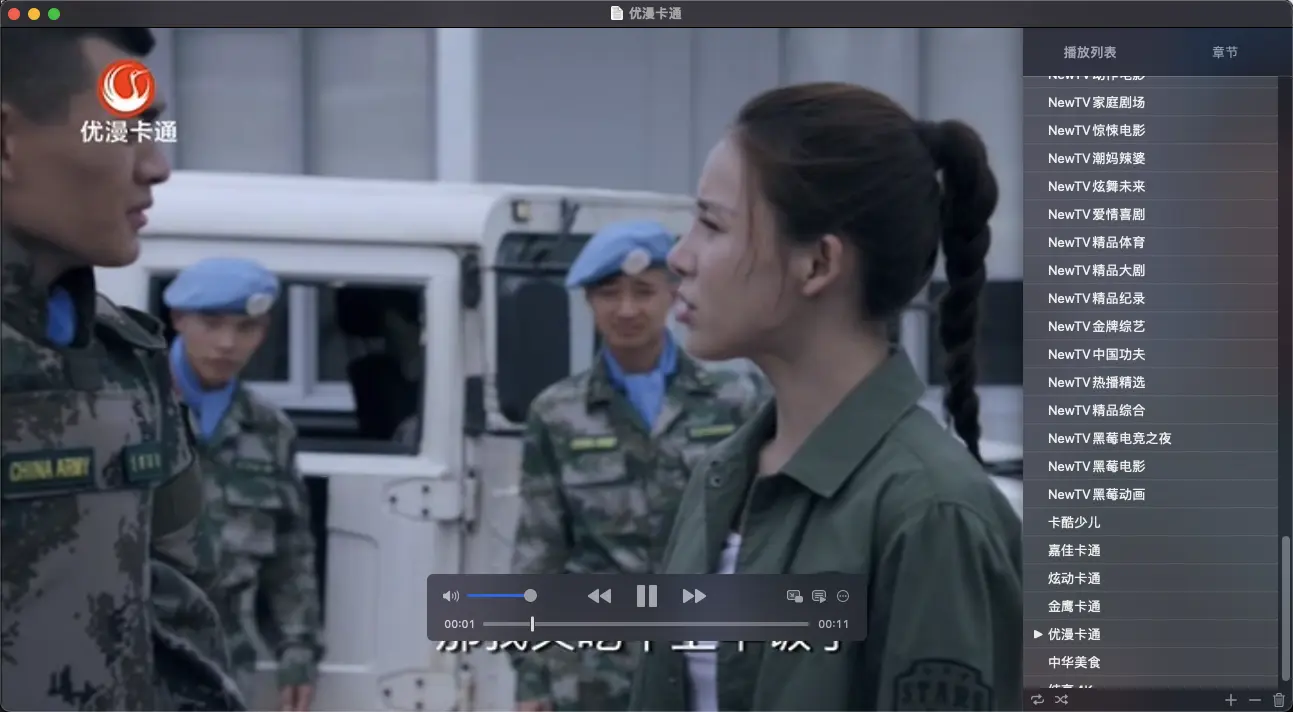 优漫卡通
播放列表
章节
优漫卡通
NewTV动作电影
NewTV家庭剧场
NewTV惊悚电影
NewTV潮妈辣婆
NewTV炫舞未来
NewTV爱情喜剧
NewTV精品体育
NewTV精品大剧
NewTV精品纪录
NewTV金牌综艺
NewTV中国功夫
NewTV热播精选
NewTV精品综合
NewTV黑莓电竞之夜
NewTV黑莓电影
NewTV黑莓动画
卡酷少儿
嘉佳卡通
炫动卡通
金鹰卡通
优漫卡通
中华美食
CHINA ARMY
00:01
00:11